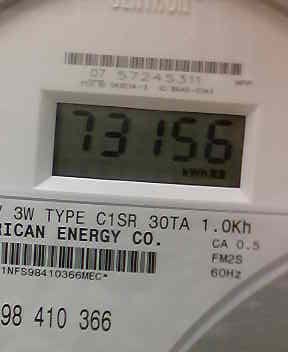 07 57245311
73156
kWH
3W TYPE C1SR 30TA 1.0Kh
RICAN ENERGY CO.
CA 0.5
FM2S
60Hz
1NFS98410366MEC*
98 410 366